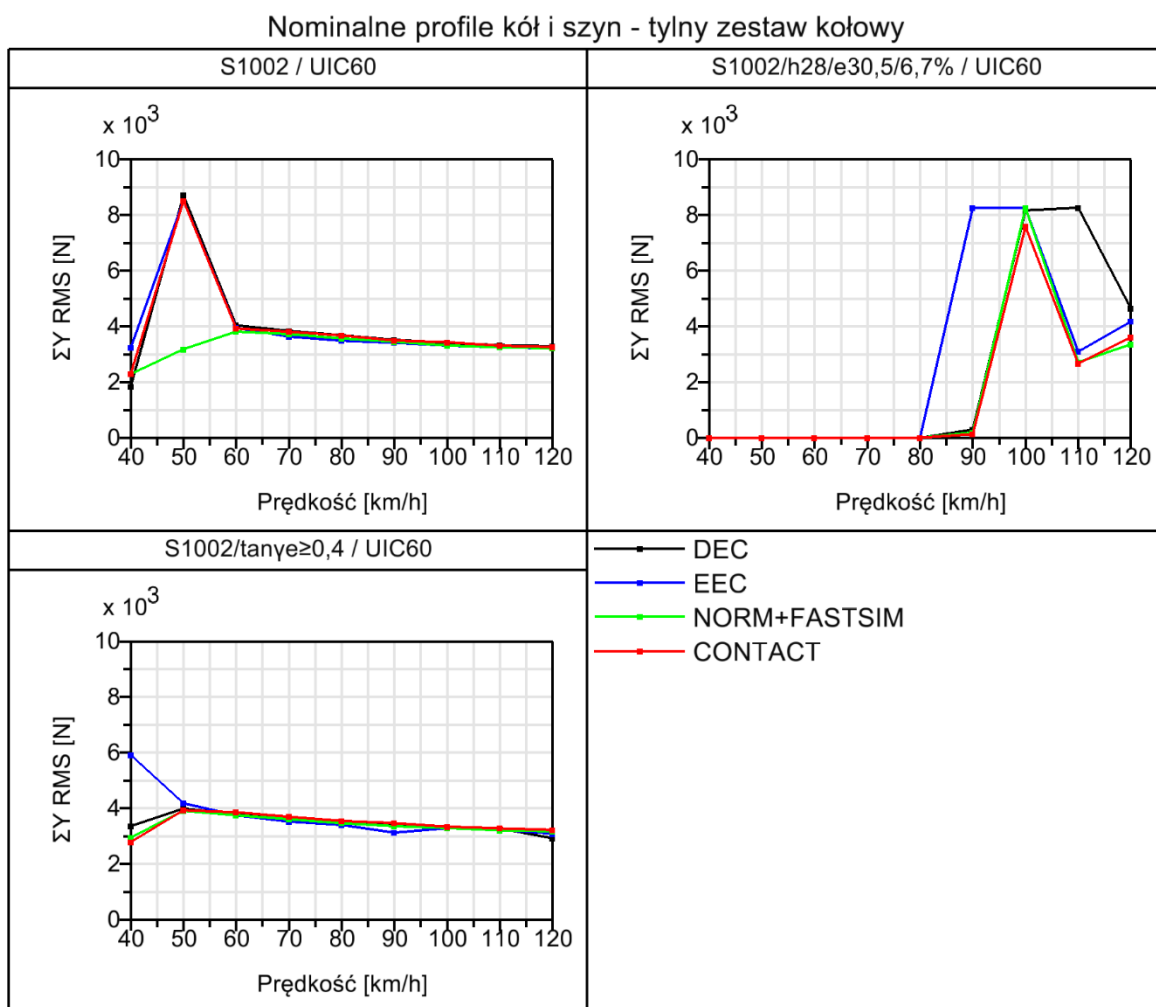 Nominalne profile kół i szyn - tylny zestaw kołowy
S1002 / UIC60
x 10³
ΣY RMS [N]
10
8
6
4
2
0
40 50 60 70 80 90 100 110 120
Prędkość [km/h]
S1002/h28/e30,5/6,7% / UIC60
x 10³
ΣY RMS [N]
10
8
6
4
2
0
40 50 60 70 80 90 100 110 120
Prędkość [km/h]
S1002/tanγe≥0,4 / UIC60
x 10³
ΣY RMS [N]
10
8
6
4
2
0
40 50 60 70 80 90 100 110 120
Prędkość [km/h]
DEC
EEC
NORM+FASTSIM
CONTACT